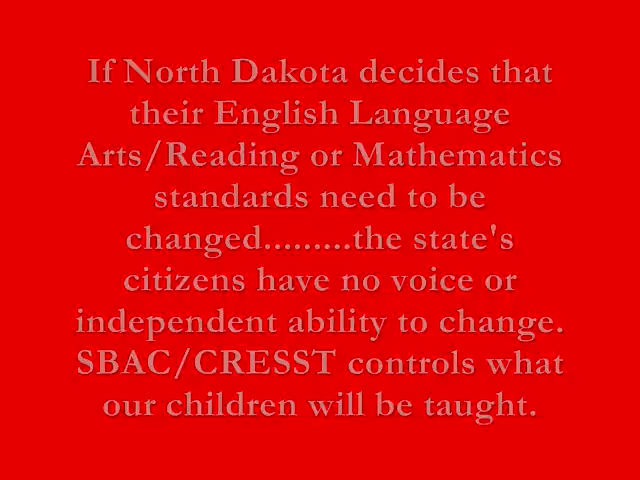 If North Dakota decides that
their English Language
Arts/Reading or Mathematics
standards need to be
changed.........the state's
citizens have no voice or
independent ability to change.
SBAC/CRESST controls what
our children will be taught.